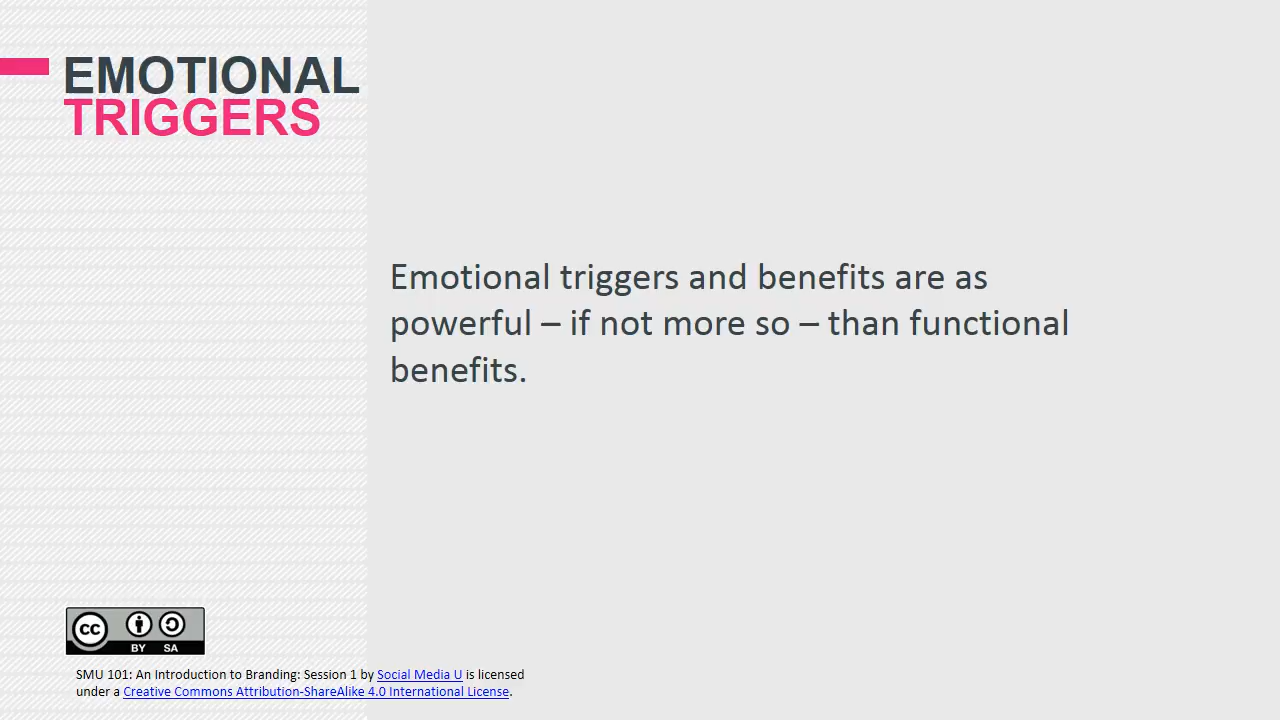 EMOTIONAL
TRIGGERS
Emotional triggers and benefits are as
powerful – if not more so – than functional
benefits.
cc
BY SA
SMU 101: An Introduction to Branding: Session 1 by Social Media U is licensed
under a Creative Commons Attribution-ShareAlike 4.0 International License.